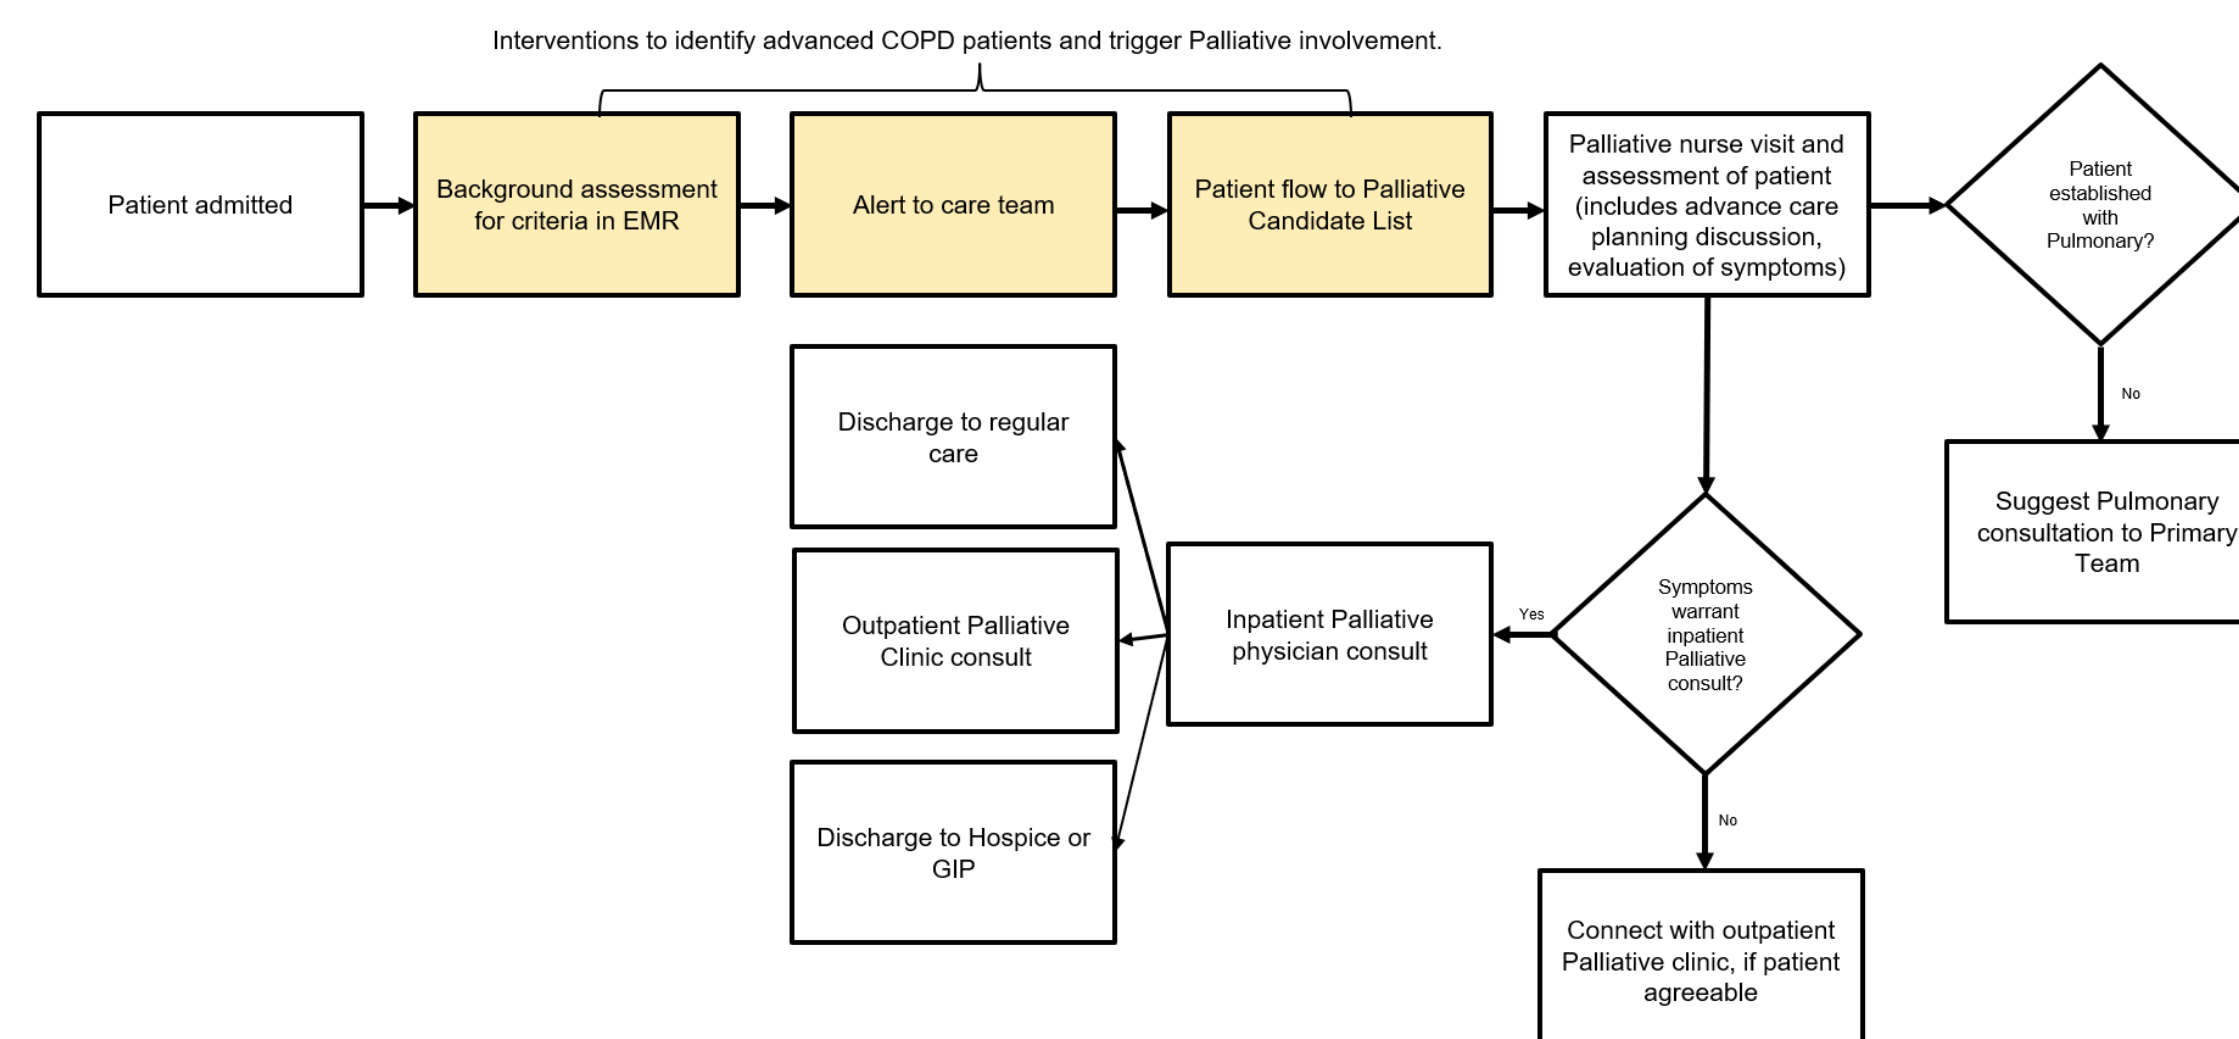 Interventions to identify advanced COPD patients and trigger Palliative involvement.
Patient admitted
Background assessment
for criteria in EMR
Alert to care team
Patient flow to Palliative
Candidate List
Palliative nurse visit and
assessment of patient
(includes advance care
planning discussion,
evaluation of symptoms)
Patient
established
with
Pulmonary?
No
Suggest Pulmonary
consultation to Primary
Team
Symptoms
warrant
inpatient
Palliative
consult?
Yes
Inpatient Palliative
physician consult
Discharge to regular
care
Outpatient Palliative
Clinic consult
Discharge to Hospice or
GIP
No
Connect with outpatient
Palliative clinic, if patient
agreeable